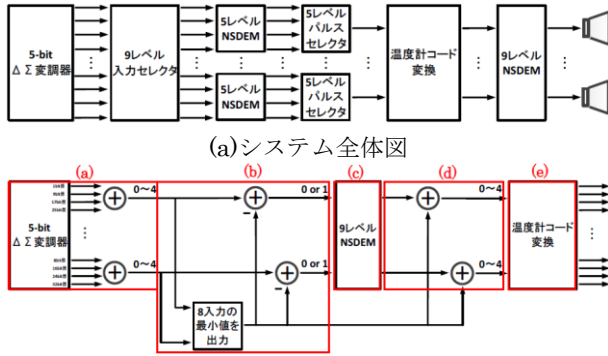 5-bit
ΔΣ変調器
9レベル
入力セレクタ
5レベル
NSDEM
5レベル
パルス
セレクタ
5レベル
NSDEM
5レベル
パルス
セレクタ
温度計コード
変換
9レベル
NSDEM
(a)システム全体図
(a)
(b)
(c)
(d)
(e)
5-bit
ΔΣ変調器
0～4
0～4
0 or 1
0 or 1
8入力の
最小値を
出力
9レベル
NSDEM
0～4
0～4
温度計コード
変換